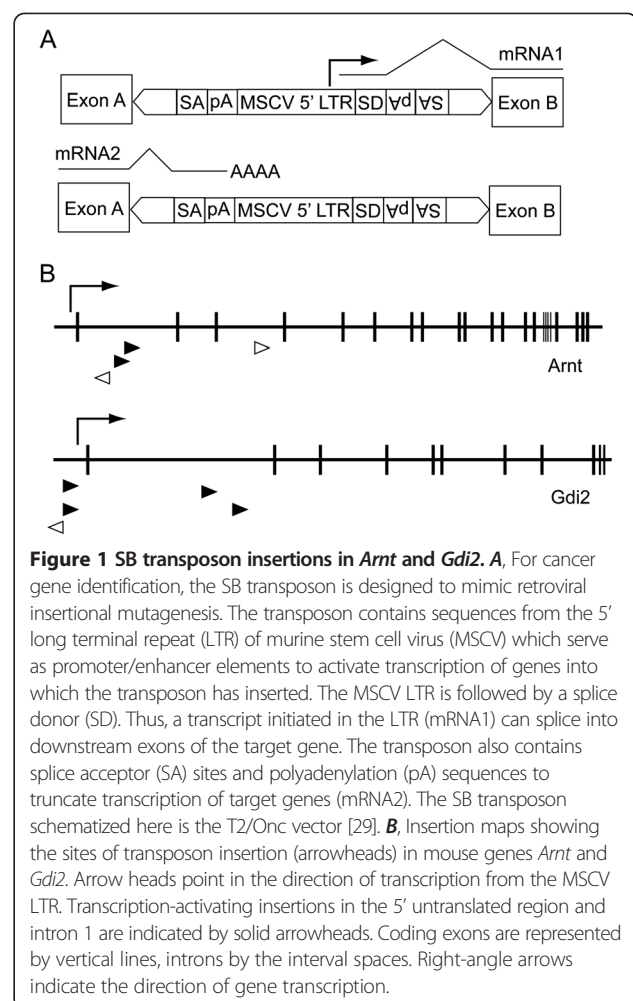 A
mRNA1
Exon A SA pA MSCV 5' LTR SD pA SA Exon B
mRNA2
AAAA
Exon A SA pA MSCV 5' LTR SD pA SA Exon B
B
Arnt
Gdi2
Figure 1 SB transposon insertions in Arnt and Gdi2. A, For cancer
gene identification, the SB transposon is designed to mimic retroviral
insertional mutagenesis. The transposon contains sequences from the 5'
long terminal repeat (LTR) of murine stem cell virus (MSCV) which serve
as promoter/enhancer elements to activate transcription of genes into
which the transposon has inserted. The MSCV LTR is followed by a splice
donor (SD). Thus, a transcript initiated in the LTR (mRNA1) can splice into
downstream exons of the target gene. The transposon also contains
splice acceptor (SA) sites and polyadenylation (pA) sequences to
truncate transcription of target genes (mRNA2). The SB transposon
schematized here is the T2/Onc vector [29]. B, Insertion maps showing
the sites of transposon insertion (arrowheads) in mouse genes Arnt and
Gdi2. Arrow heads point in the direction of transcription from the MSCV
LTR. Transcription-activating insertions in the 5' untranslated region and
intron 1 are indicated by solid arrowheads. Coding exons are represented
by vertical lines, introns by the interval spaces. Right-angle arrows
indicate the direction of gene transcription.